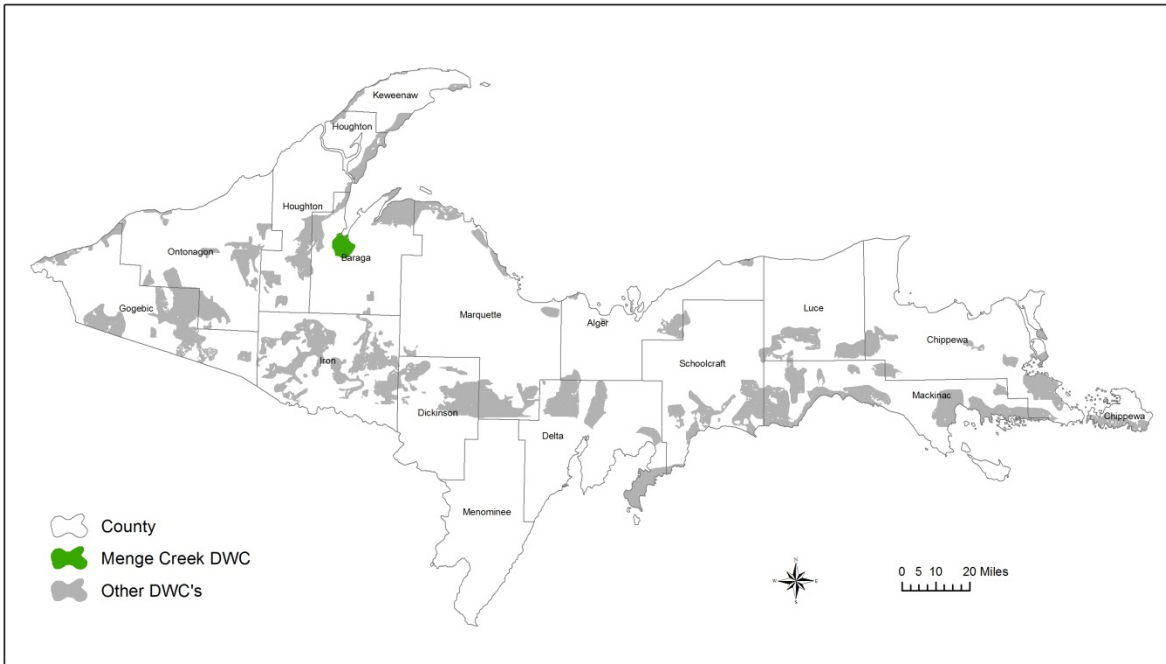 Keweenaw
Houghton
Houghton
Ontonagon
Baraga
Gogebic
Marquette
Alger
Luce
Iron
Schoolcraft
Chippewa
Dickinson
Delta
Mackinac
Chippewa
Menominee
County
Menge Creek DWC
Other DWC's
N
W E
S
0 5 10 20 Miles